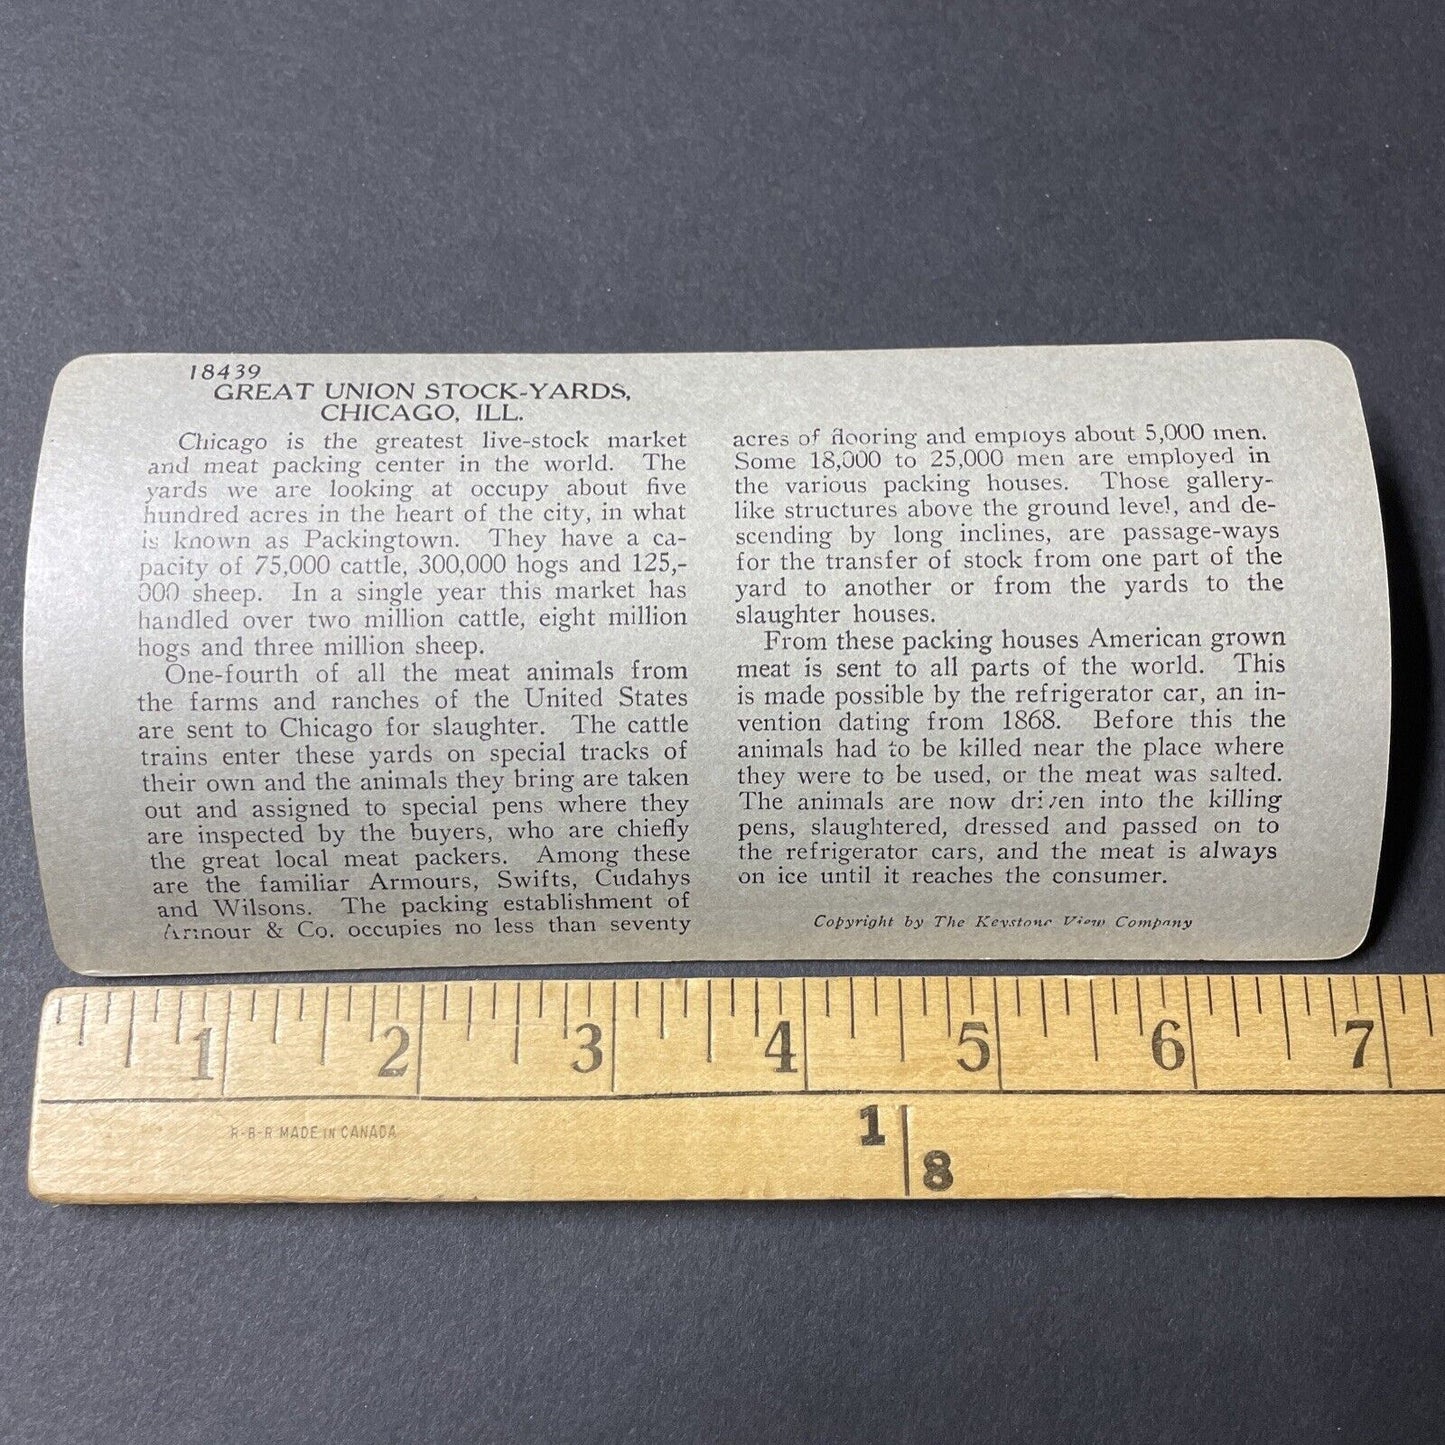 18439
GREAT UNION STOCK-YARDS,
CHICAGO, ILL.
Chicago is the greatest live-stock market
and meat packing center in the world. The
yards we are looking at occupy about five
hundred acres in the heart of the city, in what
is known as Packingtown. They have a ca-
pacity of 75,000 cattle, 300,000 hogs and 125,-
000 sheep. In a single year this market has
handled over two million cattle, eight million
hogs and three million sheep.
One-fourth of all the meat animals from
the farms and ranches of the United States
are sent to Chicago for slaughter. The cattle
trains enter these yards on special tracks of
their own and the animals they bring are taken
out and assigned to special pens where they
are inspected by the buyers, who are chiefly
the great local meat packers. Among these
are the familiar Armours, Swifts, Cudahys
and Wilsons. The packing establishment of
Armour & Co. occupies no less than seventy
acres of flooring and employs about 5,000 men.
Some 18,000 to 25,000 men are employed in
the various packing houses. Those gallery-
like structures above the ground level, and de-
scending by long inclines, are passage-ways
for the transfer of stock from one part of the
yard to another or from the yards to the
slaughter houses.
From these packing houses American grown
meat is sent to all parts of the world. This
is made possible by the refrigerator car, an in-
vention dating from 1868. Before this the
animals had to be killed near the place where
they were to be used, or the meat was salted.
The animals are now driven into the killing
pens, slaughtered, dressed and passed on to
the refrigerator cars, and the meat is always
on ice until it reaches the consumer.
Copyright by The Keystone View Company
1 2 3 4 5 6 7
R-B-R MADE IN CANADA
1
8